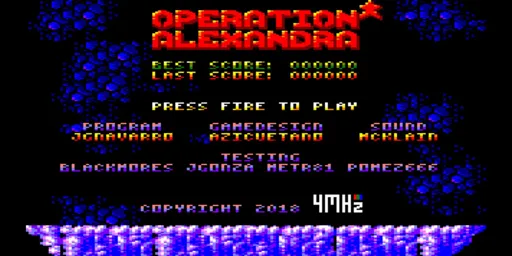 OPERATION
ALEXANDRA
BEST SCORE: 000000
LAST SCORE: 000000
PRESS FIRE TO PLAY
PROGRAM GAMEDESIGN SOUND
JGNAVARRO AZICUETANO MCKLAIN
TESTING
BLACKMORES JGONZA METR81 POMEZ666
COPYRIGHT 2018 4MHz